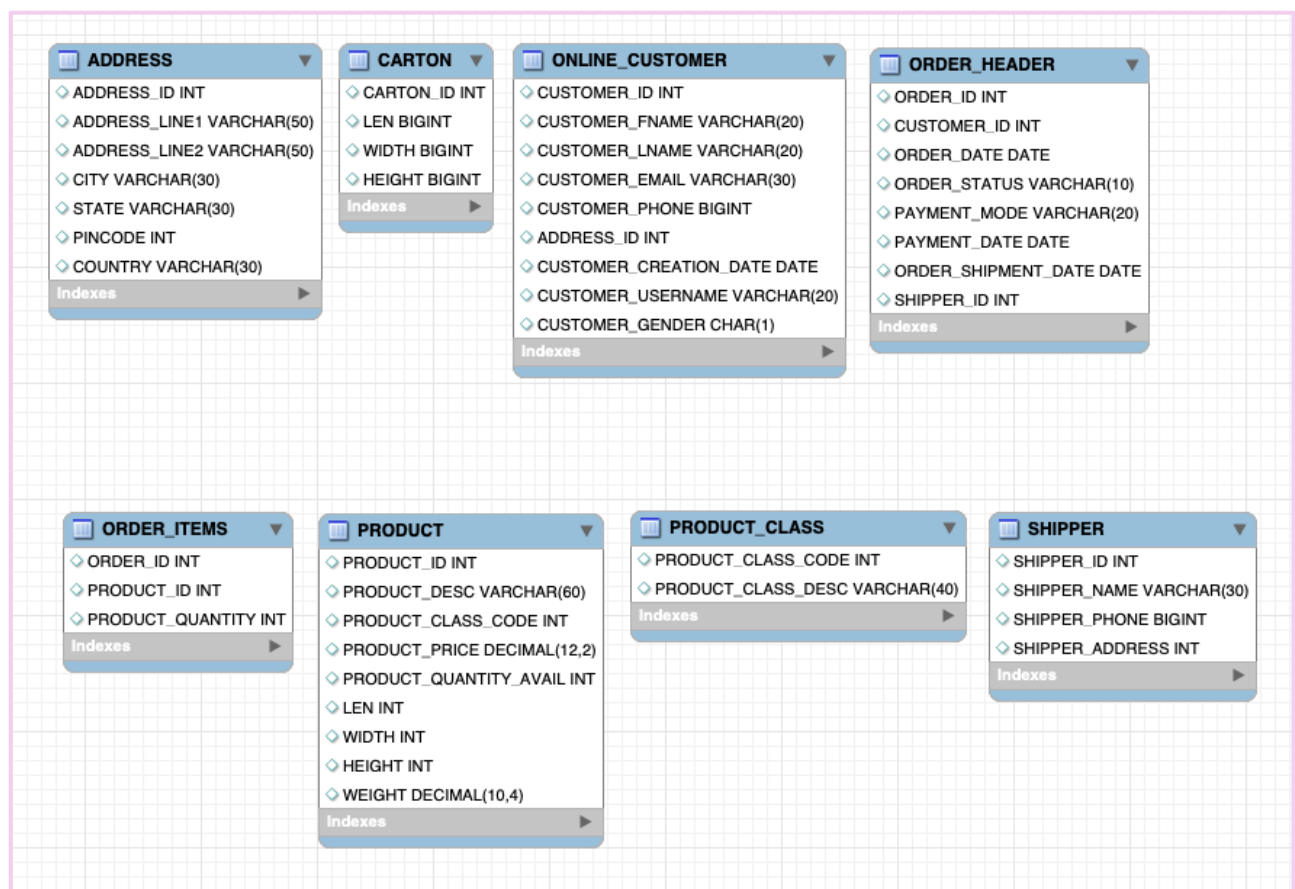 ADDRESS
ADDRESS_ID INT
ADDRESS_LINE1 VARCHAR(50)
ADDRESS_LINE2 VARCHAR(50)
CITY VARCHAR(30)
STATE VARCHAR(30)
PINCODE INT
COUNTRY VARCHAR(30)
Indexes
CARTON
CARTON_ID INT
LEN BIGINT
WIDTH BIGINT
HEIGHT BIGINT
Indexes
ONLINE_CUSTOMER
CUSTOMER_ID INT
CUSTOMER_FNAME VARCHAR(20)
CUSTOMER_LNAME VARCHAR(20)
CUSTOMER_EMAIL VARCHAR(30)
CUSTOMER_PHONE BIGINT
ADDRESS_ID INT
CUSTOMER_CREATION_DATE DATE
CUSTOMER_USERNAME VARCHAR(20)
CUSTOMER_GENDER CHAR(1)
Indexes
ORDER_HEADER
ORDER_ID INT
CUSTOMER_ID INT
ORDER_DATE DATE
ORDER_STATUS VARCHAR(10)
PAYMENT_MODE VARCHAR(20)
PAYMENT_DATE DATE
ORDER_SHIPMENT_DATE DATE
SHIPPER_ID INT
Indexes
ORDER_ITEMS
ORDER_ID INT
PRODUCT_ID INT
PRODUCT_QUANTITY INT
Indexes
PRODUCT
PRODUCT_ID INT
PRODUCT_DESC VARCHAR(60)
PRODUCT_CLASS_CODE INT
PRODUCT_PRICE DECIMAL(12,2)
PRODUCT_QUANTITY_AVAIL INT
LEN INT
WIDTH INT
HEIGHT INT
WEIGHT DECIMAL(10,4)
Indexes
PRODUCT_CLASS
PRODUCT_CLASS_CODE INT
PRODUCT_CLASS_DESC VARCHAR(40)
Indexes
SHIPPER
SHIPPER_ID INT
SHIPPER_NAME VARCHAR(30)
SHIPPER_PHONE BIGINT
SHIPPER_ADDRESS INT
Indexes